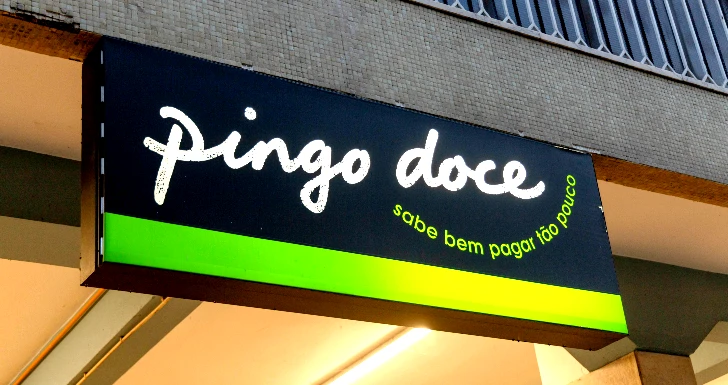 pingo doce
sabe bem pagar tão pouco